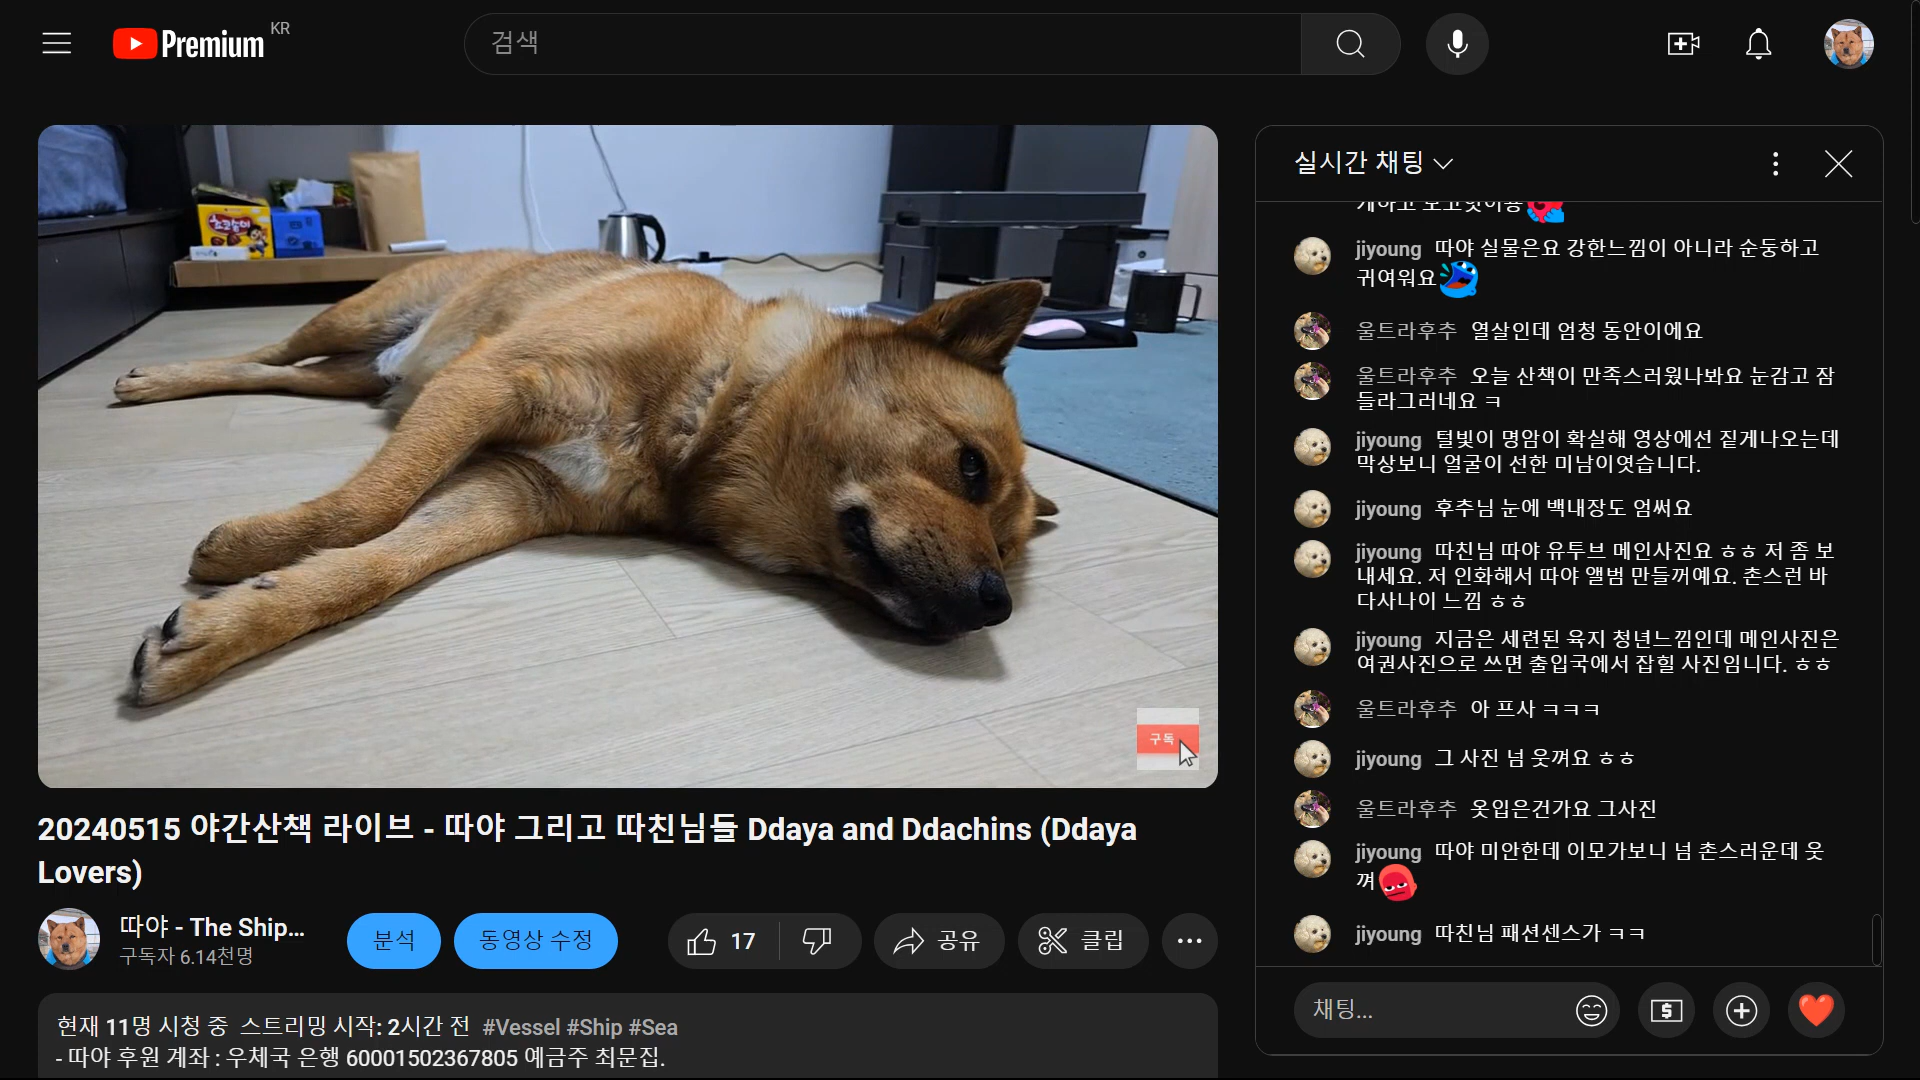 Premium KR
검색
초코송이
구독
20240515 야간산책 라이브 - 따야 그리고 따친님들 Ddaya and Ddachins (Ddaya
Lovers)
따야 - The Ship...
구독자 6.14천명
분석
동영상 수정
17
공유
클립
현재 11명 시청 중 스트리밍 시작: 2시간 전 #Vessel #Ship #Sea
- 따야 후원 계좌 : 우체국 은행 60001502367805 예금주 최문집.
실시간 채팅
jiyoung 따야 실물은요 강한느낌이 아니라 순둥하고
귀여워요
울트라후추 열살인데 엄청 동안이에요
울트라후추 오늘 산책이 만족스러웠나봐요 눈감고 잠
들라그러네요 ㅋ
jiyoung 털빛이 명암이 확실해 영상에선 짙게나오는데
막상보니 얼굴이 선한 미남이엿습니다.
jiyoung 후추님 눈에 백내장도 엄써요
jiyoung 따친님 따야 유투브 메인사진요 ㅎㅎ 저 좀 보
내세요. 저 인화해서 따야 앨범 만들꺼예요. 촌스런 바
다사나이 느낌 ㅎㅎ
jiyoung 지금은 세련된 육지 청년느낌인데 메인사진은
여권사진으로 쓰면 출입국에서 잡힐 사진임니다. ㅎㅎ
울트라후추 아 프사 ㅋㅋㅋ
jiyoung 그 사진 넘 웃껴요 ㅎㅎ
울트라후추 옷입은건가요 그사진
jiyoung 따야 미안한데 이모가보니 넘 촌스러운데 웃
껴
jiyoung 따친님 패션센스가 ㅋㅋ
채팅...